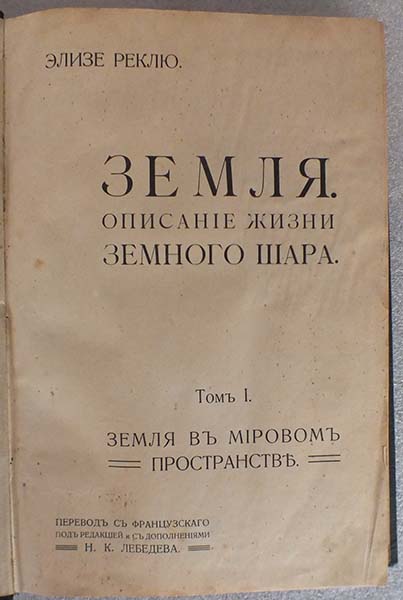 ЭЛИЗЕ РЕКЛЮ.
ЗЕМЛЯ.
ОПИСАНІЕ ЖИЗНИ
ЗЕМНОГО ШАРА.
Томъ I.
ЗЕМЛЯ ВЪ МІРОВОМЪ
ПРОСТРАНСТВѢ.
ПЕРЕВОДЪ СЪ ФРАНЦУЗСКАГО
ПОДЪ РЕДАКЦІЕЙ и СЪ ДОПОЛНЕНІЯМИ
Н. К. ЛЕБЕДЕВА.